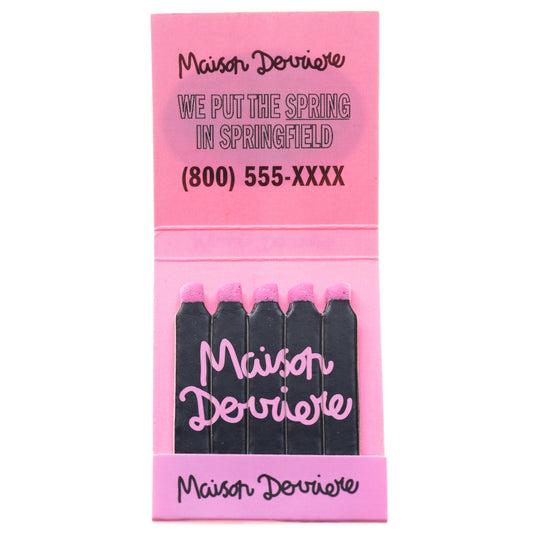 Maison Derriere
WE PUT THE SPRING
IN SPRINGFIELD
(800) 555-XXXX
Maison
Derriere
Maison Derriere